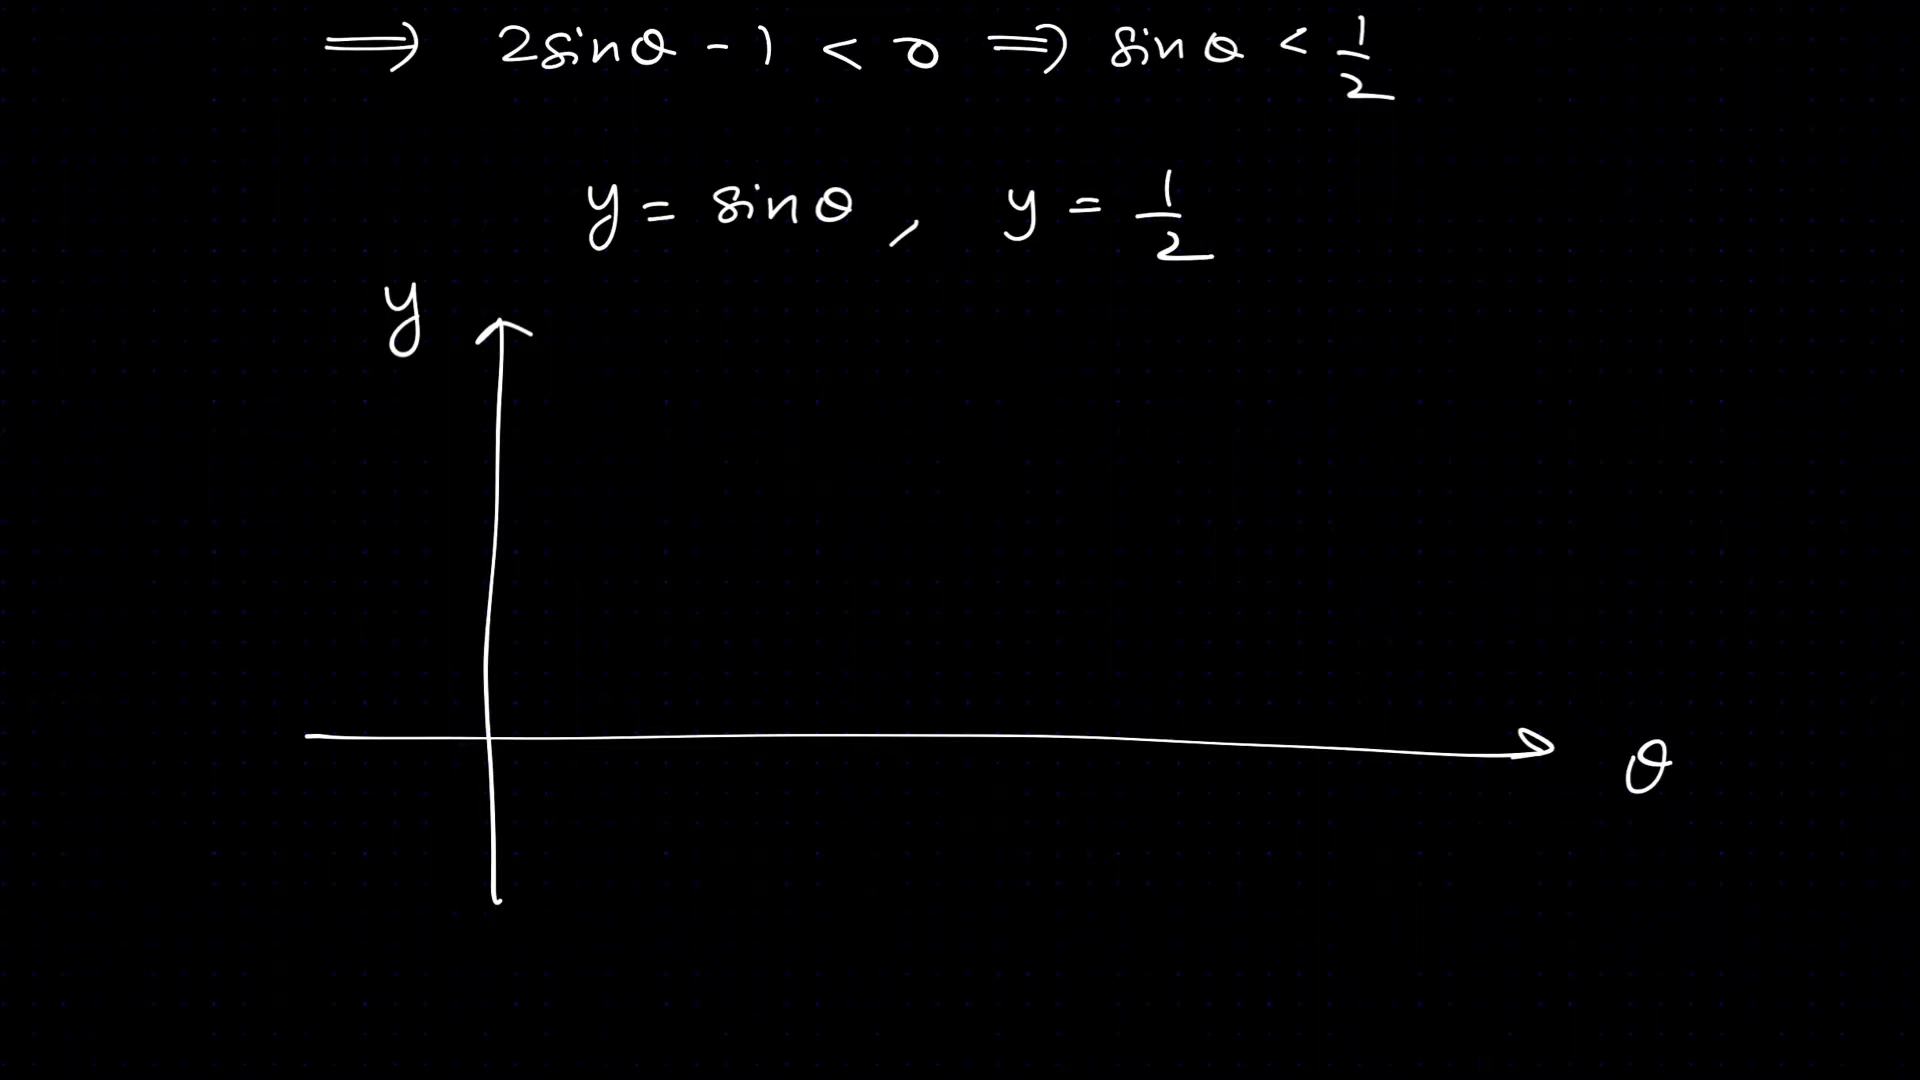 ⟹ 2sinθ - 1 < 0 ⟹ sinθ < 1/2
y = sinθ , y = 1/2
y
θ